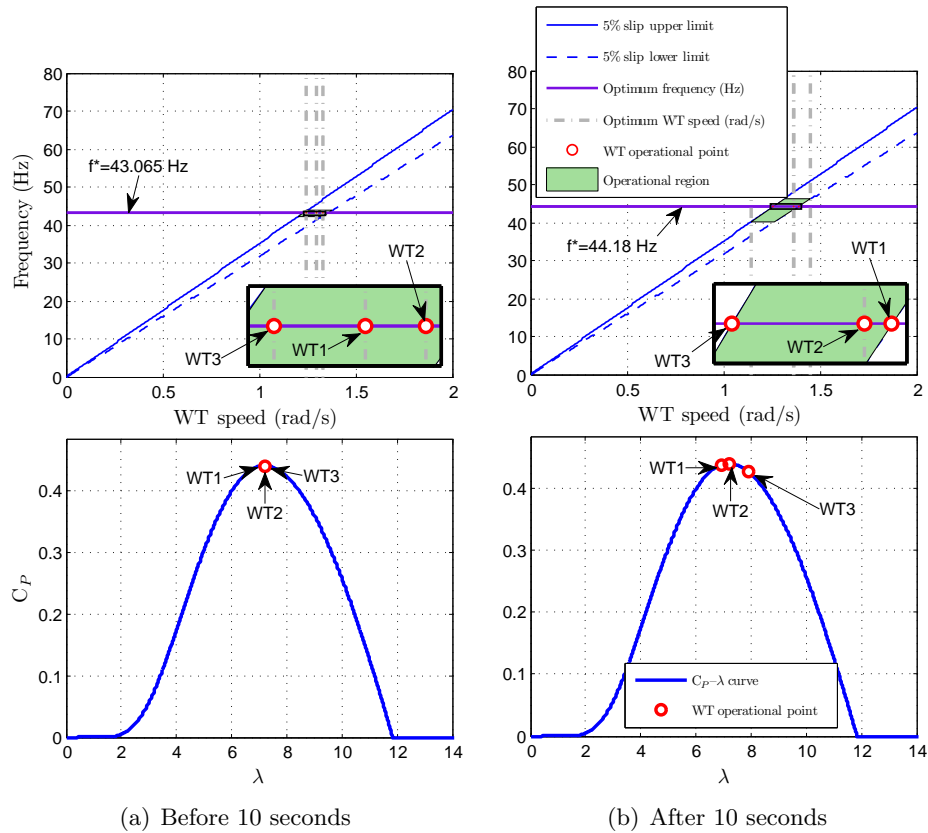 80
70
60
50
40
30
20
10
0
Frequency (Hz)
f*=43.065 Hz
WT2
WT3
WT1
0
0.5
1
1.5
2
WT speed (rad/s)
5% slip upper limit
5% slip lower limit
Optimum frequency (Hz)
Optimum WT speed (rad/s)
WT operational point
Operational region
80
70
60
50
40
30
20
10
0
f*=44.18 Hz
WT1
WT3
WT2
0
0.5
1
1.5
2
WT speed (rad/s)
0.4
0.3
0.2
0.1
0
C_P
WT1
WT3
WT2
0
2
4
6
8
10
12
14
λ
(a) Before 10 seconds
0.4
0.3
0.2
0.1
0
WT1
WT2
WT3
C_P–λ curve
WT operational point
0
2
4
6
8
10
12
14
λ
(b) After 10 seconds